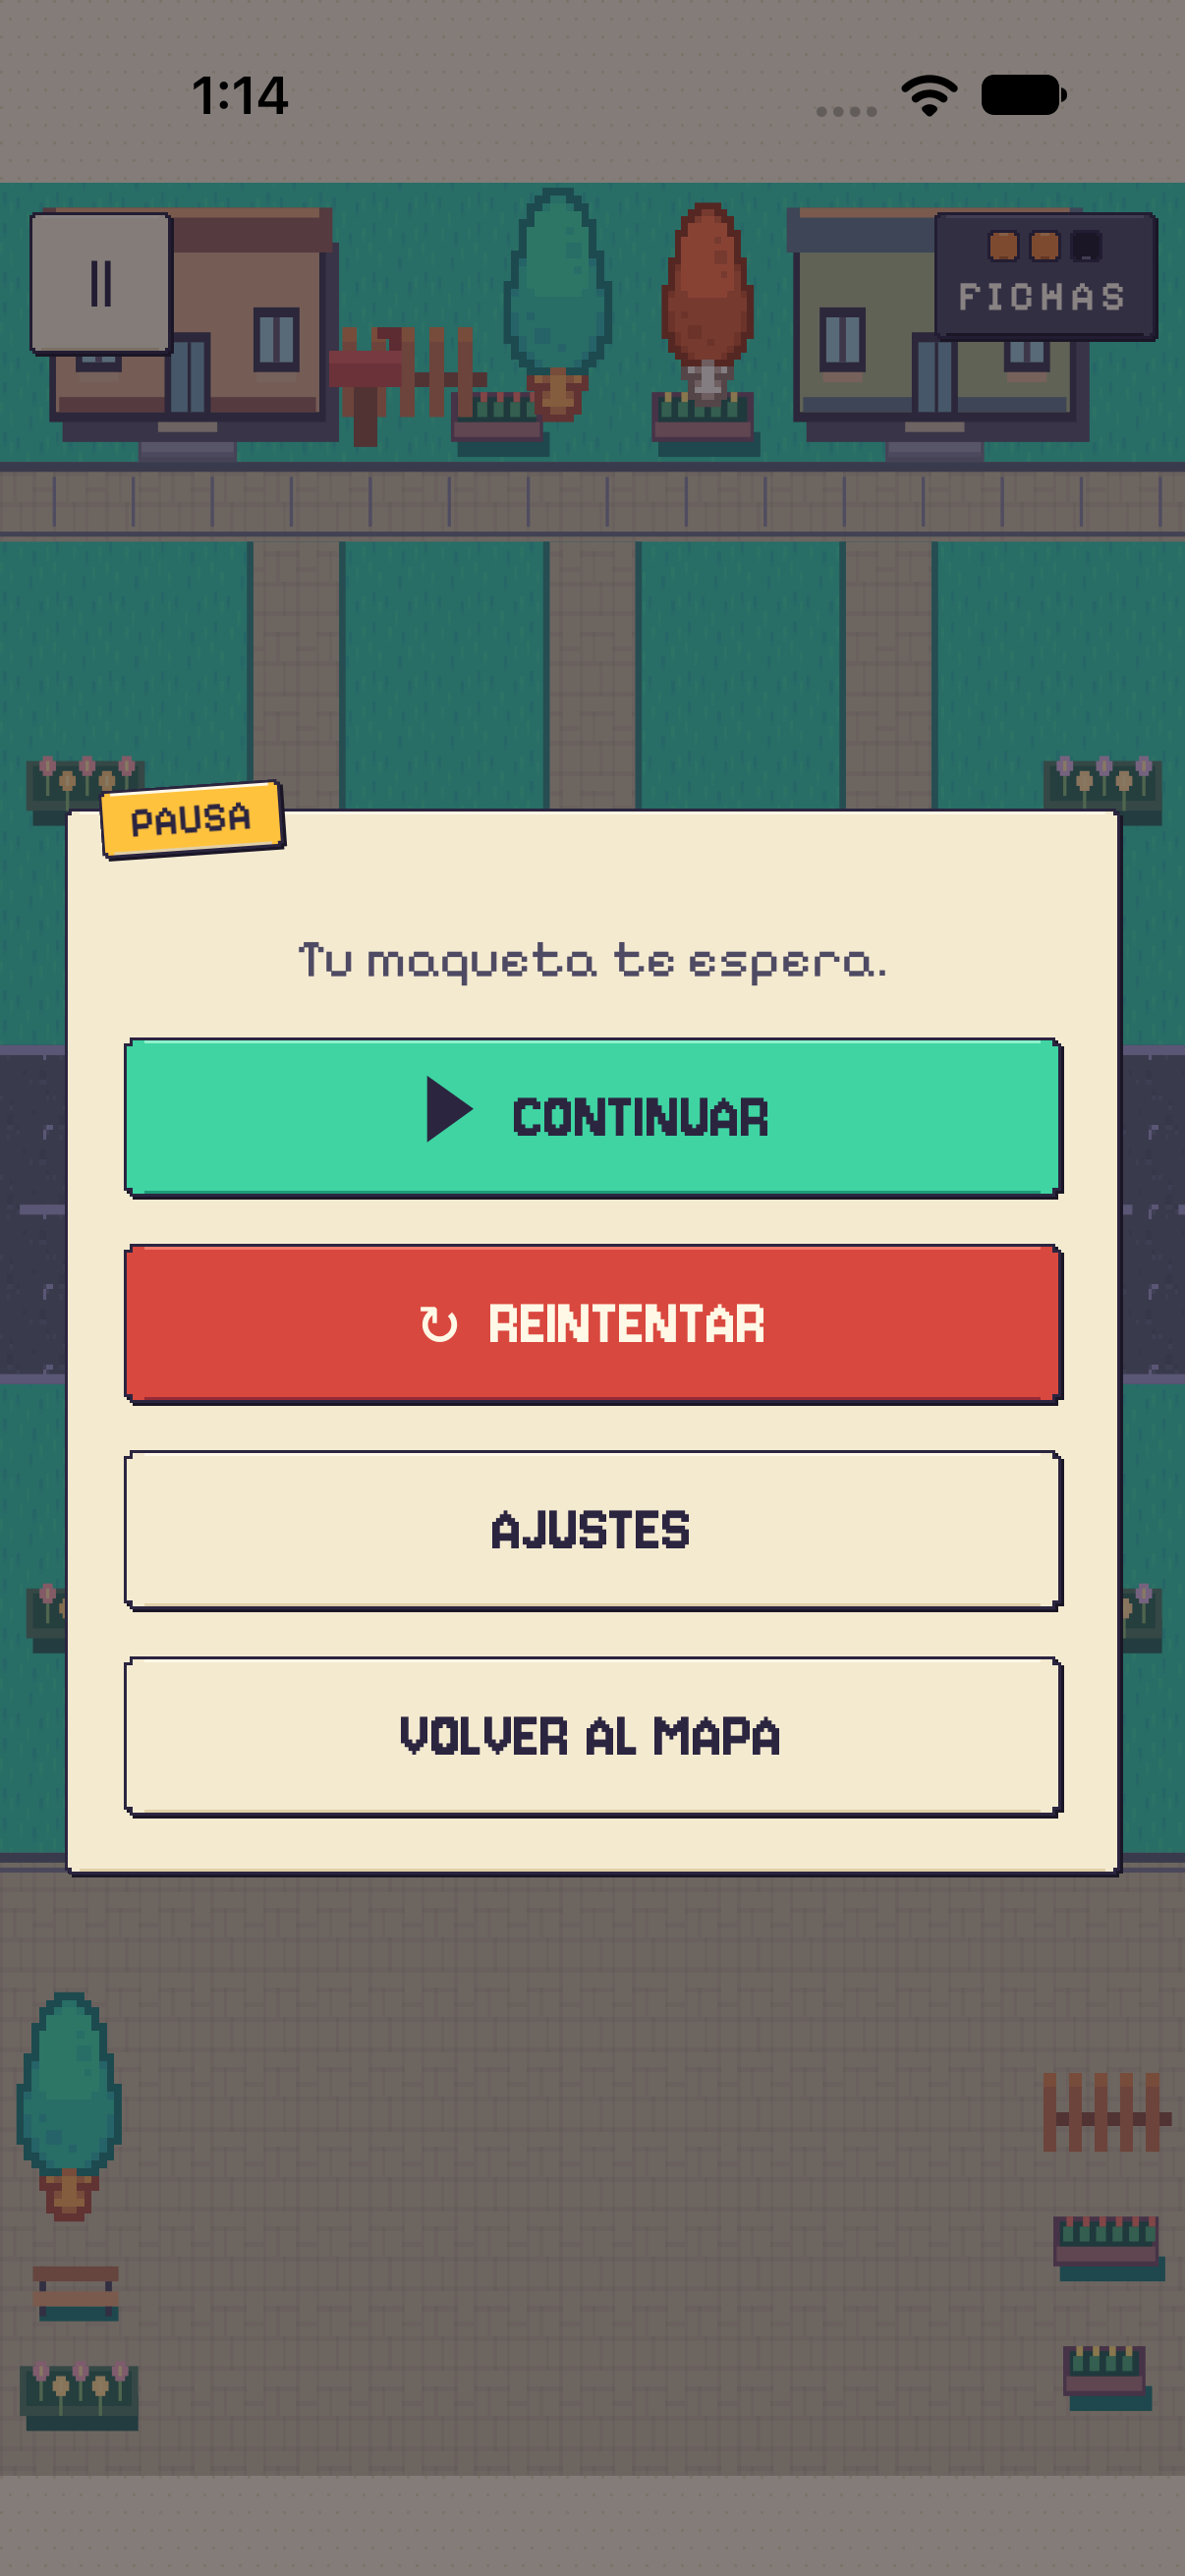 1:14
FICHAS
PAUSA
Tu maqueta te espera.
CONTINUAR
↻ REINTENTAR
AJUSTES
VOLVER AL MAPA